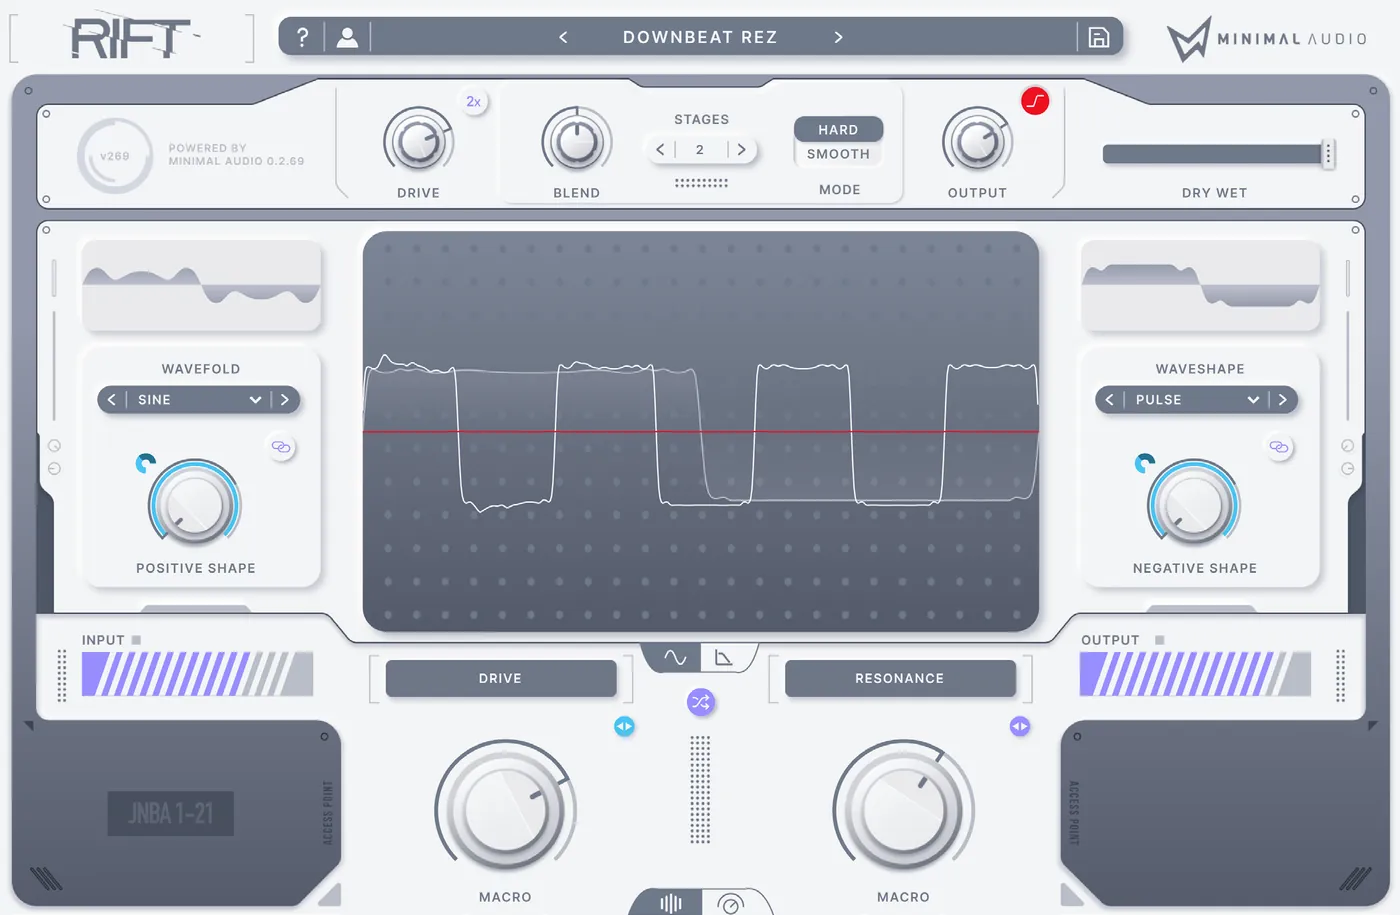 RIFT
?
DOWNBEAT REZ
MINIMAL AUDIO
v269
POWERED BY
MINIMAL AUDIO 0.2.69
2x
DRIVE
BLEND
STAGES
2
HARD
SMOOTH
MODE
OUTPUT
DRY WET
WAVEFOLD
SINE
POSITIVE SHAPE
WAVESHAPE
PULSE
NEGATIVE SHAPE
INPUT
OUTPUT
DRIVE
RESONANCE
JNBA 1-21
ACCESS POINT
ACCESS POINT
MACRO
MACRO